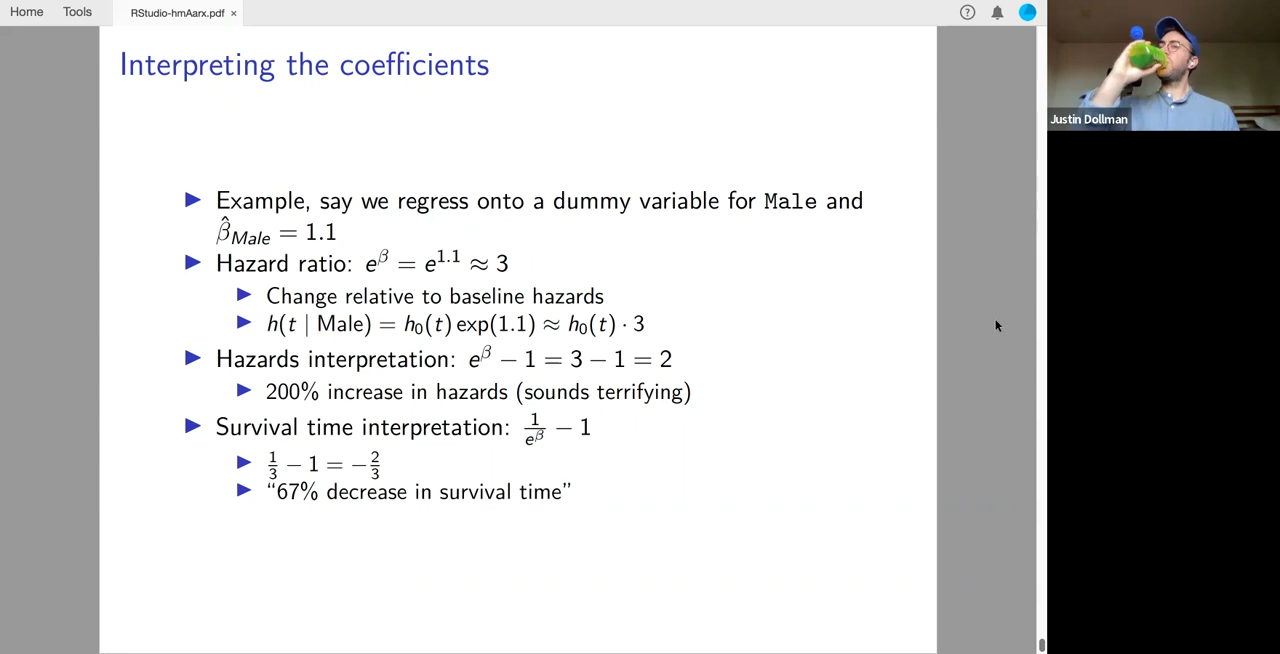 Home Tools RStudio-hmAarx.pdf ×
Interpreting the coefficients
Justin Dollman
▶ Example, say we regress onto a dummy variable for Male and
β̂_Male = 1.1
▶ Hazard ratio: e^β = e^1.1 ≈ 3
▶ Change relative to baseline hazards
▶ h(t | Male) = h₀(t) exp(1.1) ≈ h₀(t) · 3
▶ Hazards interpretation: e^β − 1 = 3 − 1 = 2
▶ 200% increase in hazards (sounds terrifying)
▶ Survival time interpretation: 1/e^β − 1
▶ 1/3 − 1 = −2/3
▶ “67% decrease in survival time”